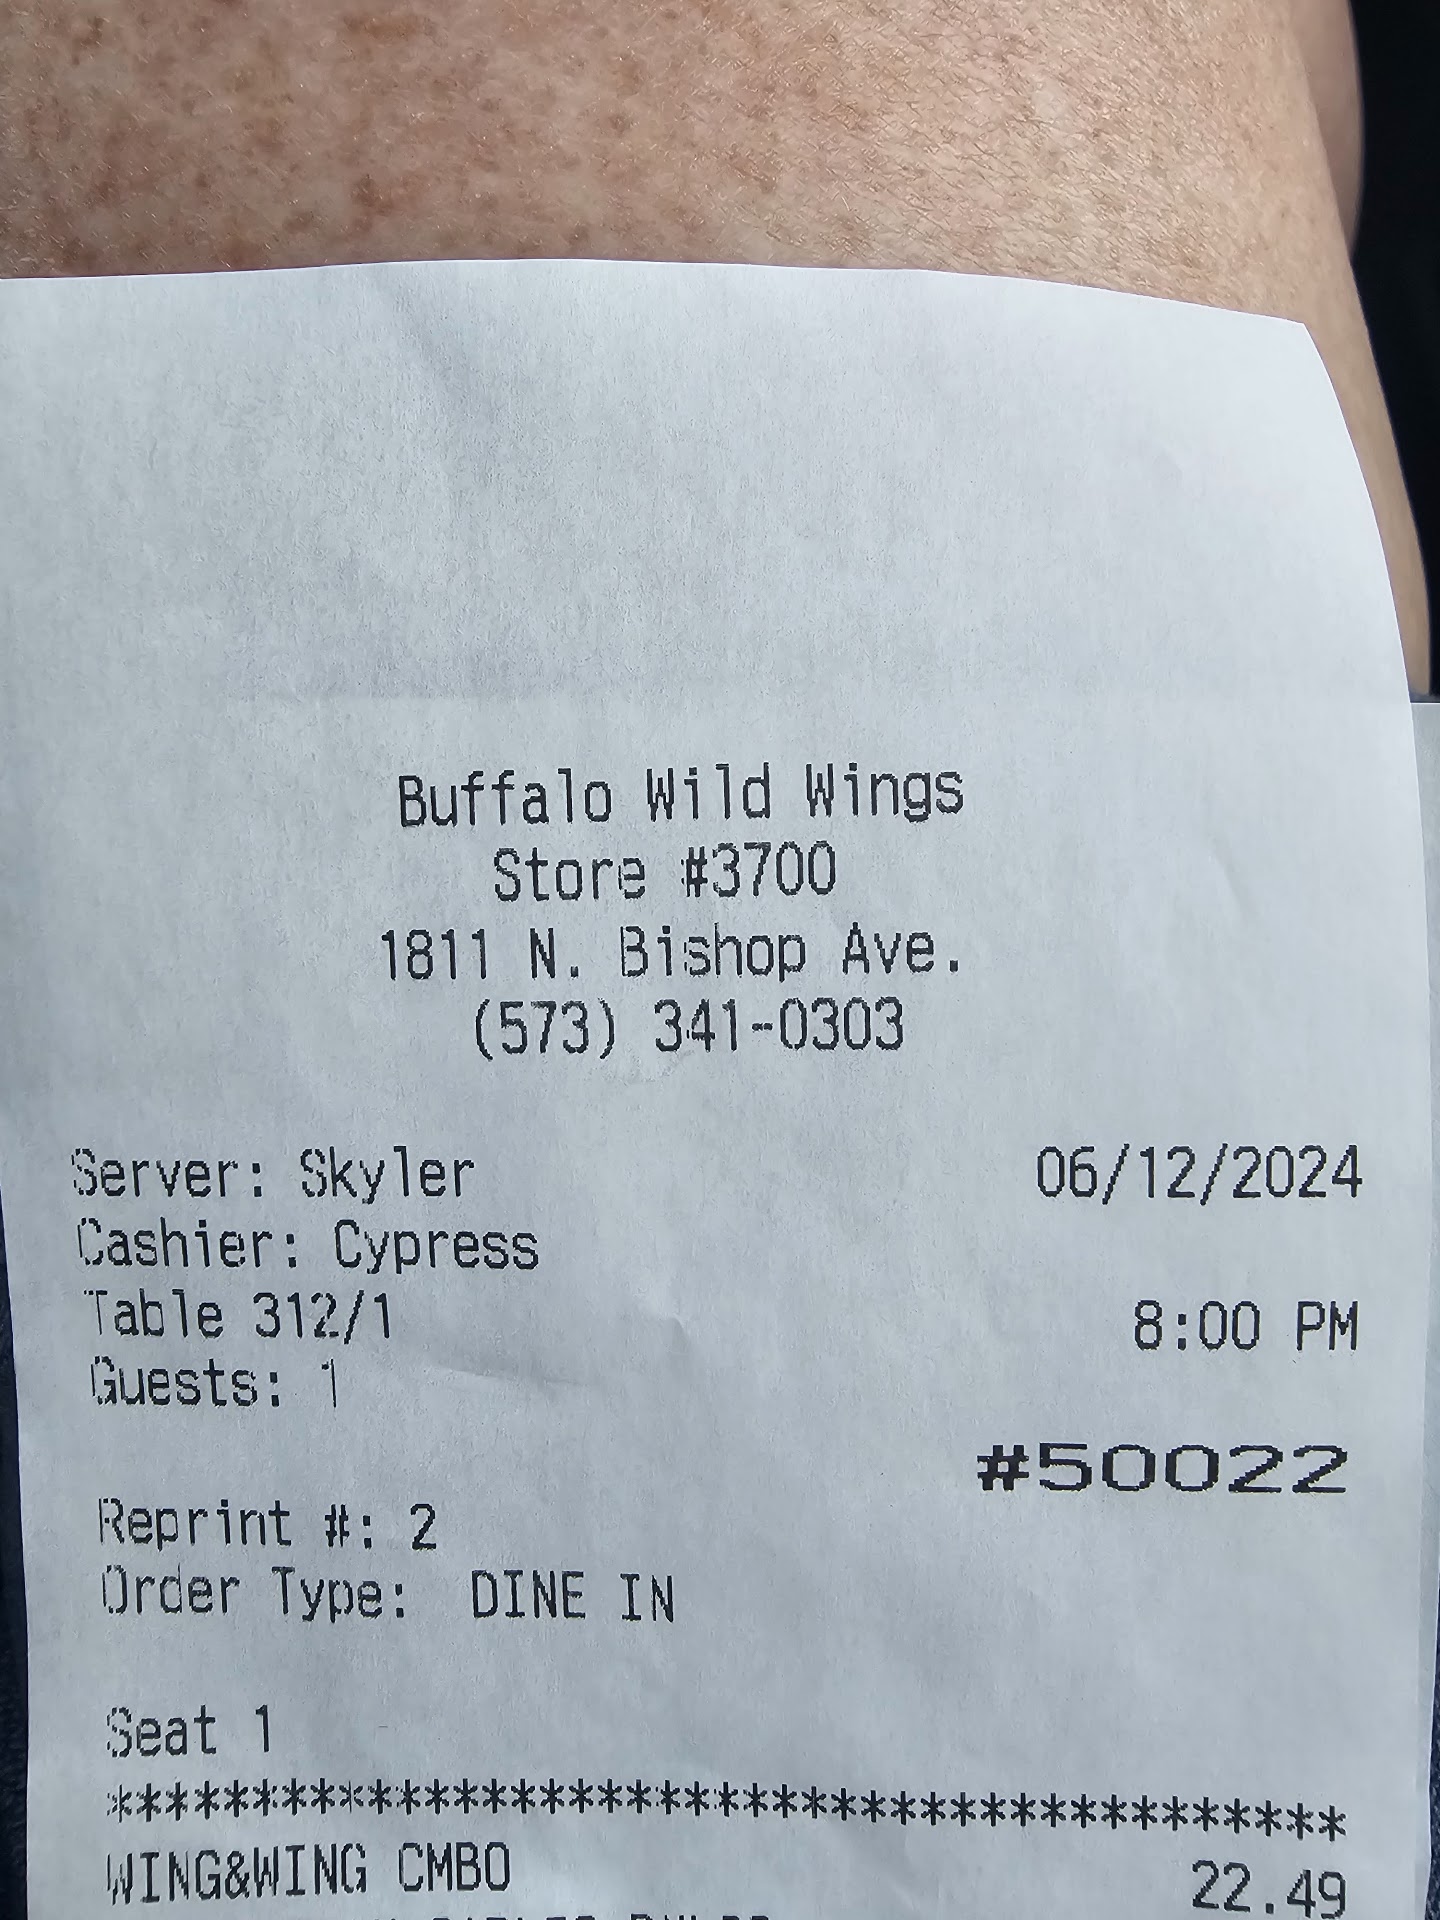 Buffalo Wild Wings
Store #3700
1811 N. Bishop Ave.
(573) 341-0303
Server: Skyler 06/12/2024
Cashier: Cypress
Table 312/1 8:00 PM
Guests: 1
#50022
Reprint #: 2
Order Type: DINE IN
Seat 1
*******************************************
WING&WING CMBO 22.49